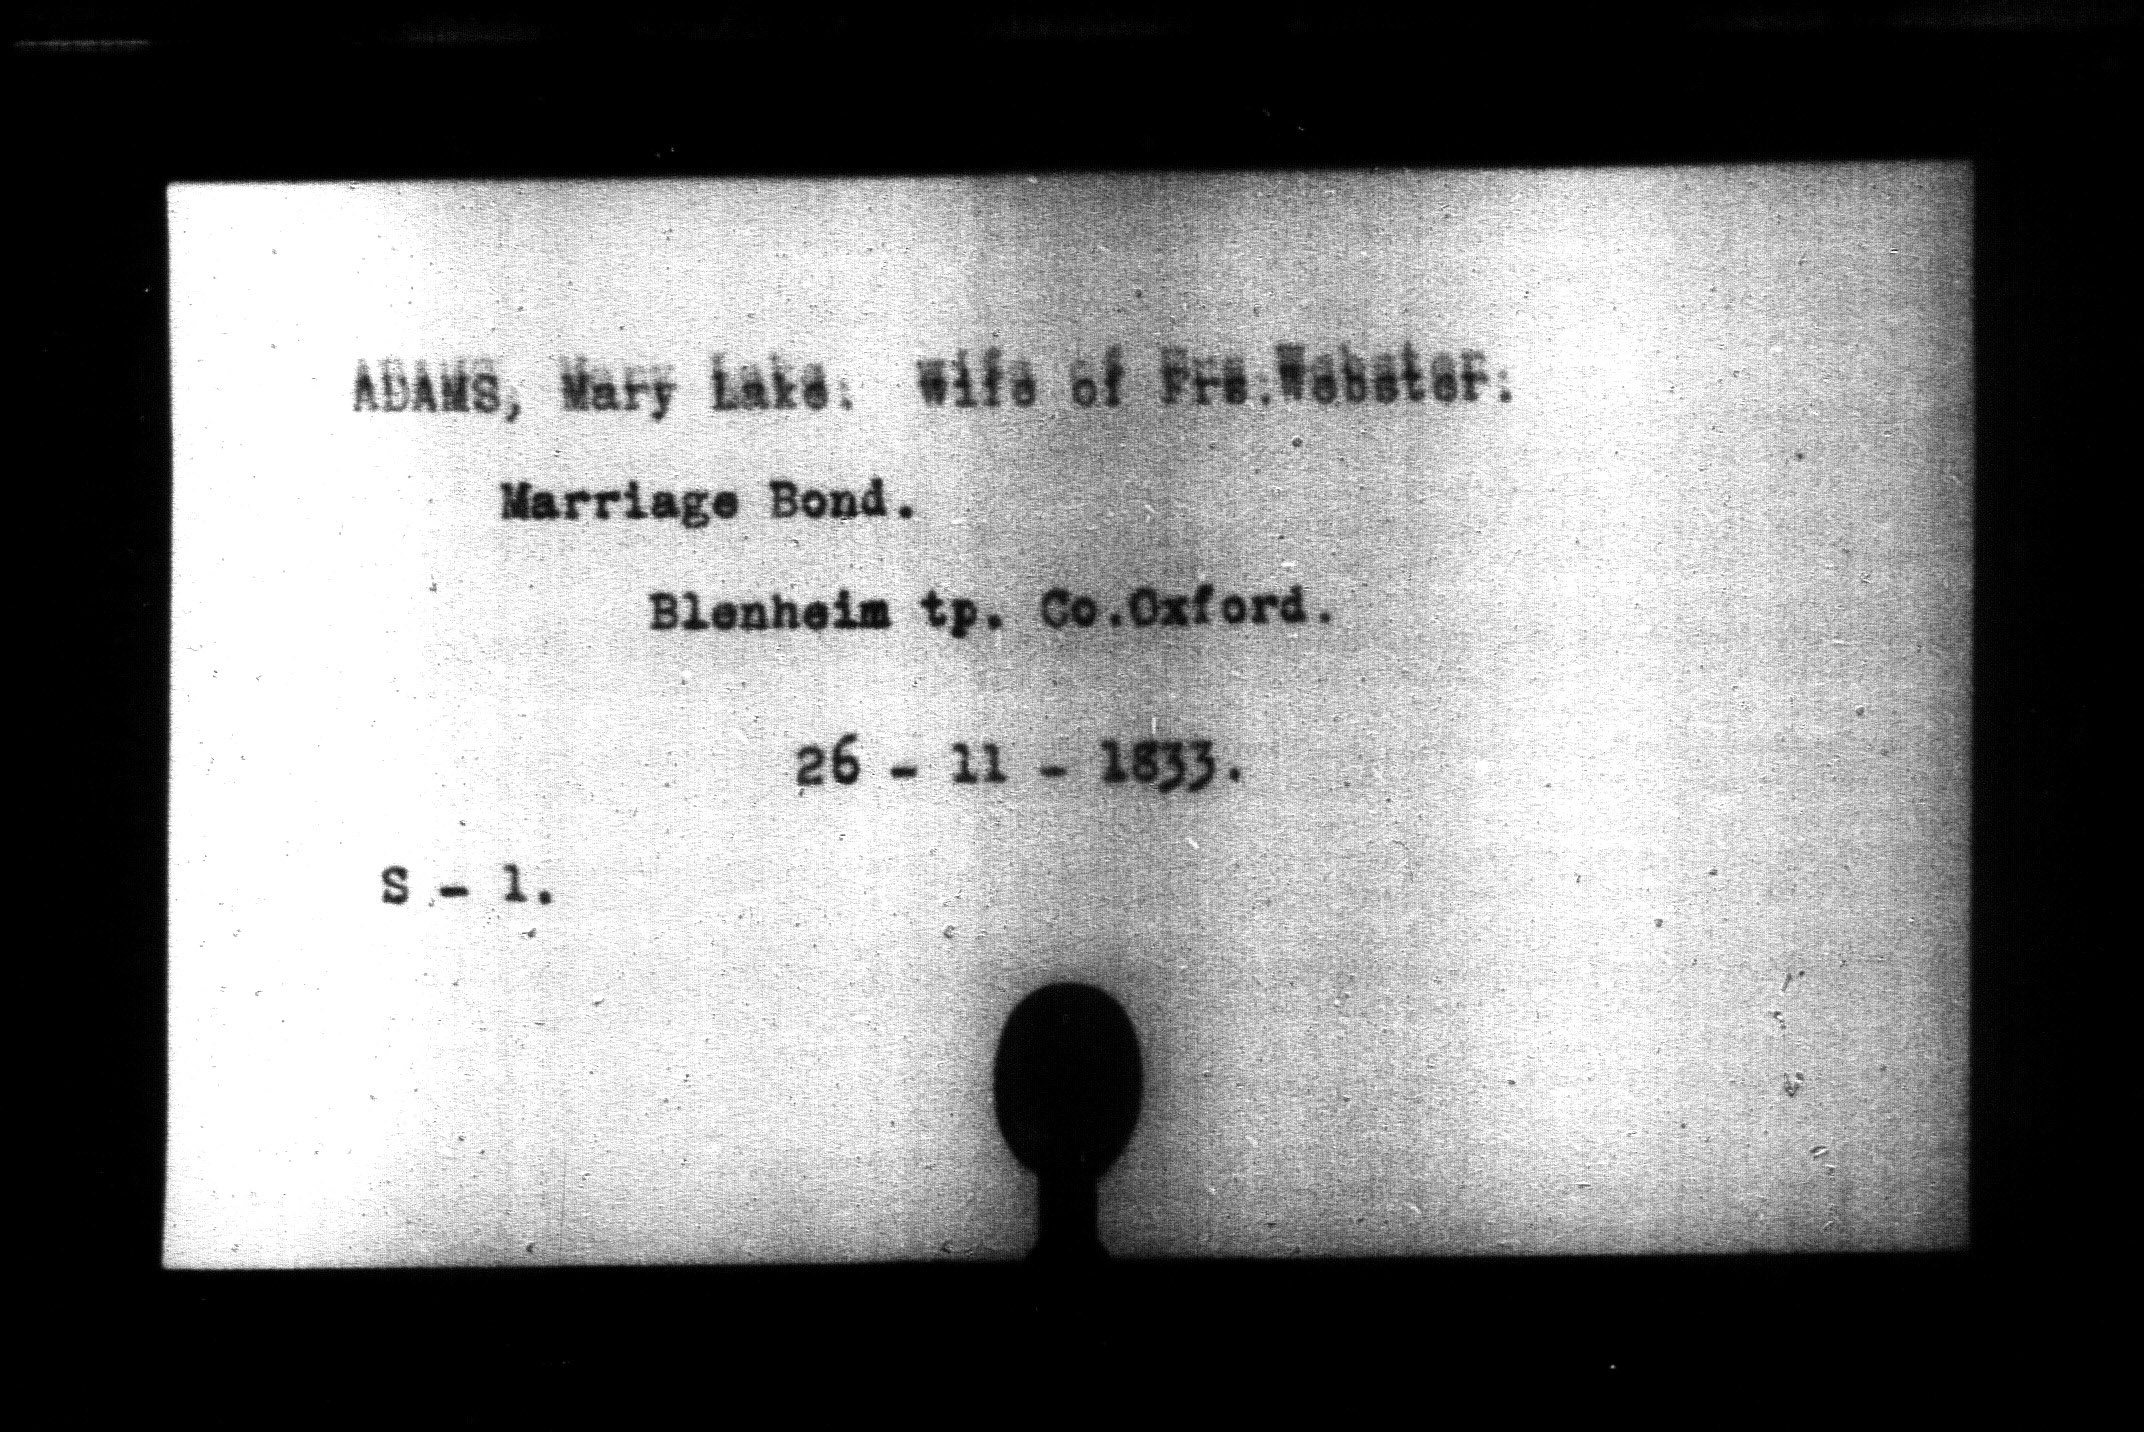 ADAMS, Mary Lake. Wife of Frs.Webster.
Marriage Bond.
Blenheim tp. Co.Oxford.
26 - 11 - 1833.
S - 1.